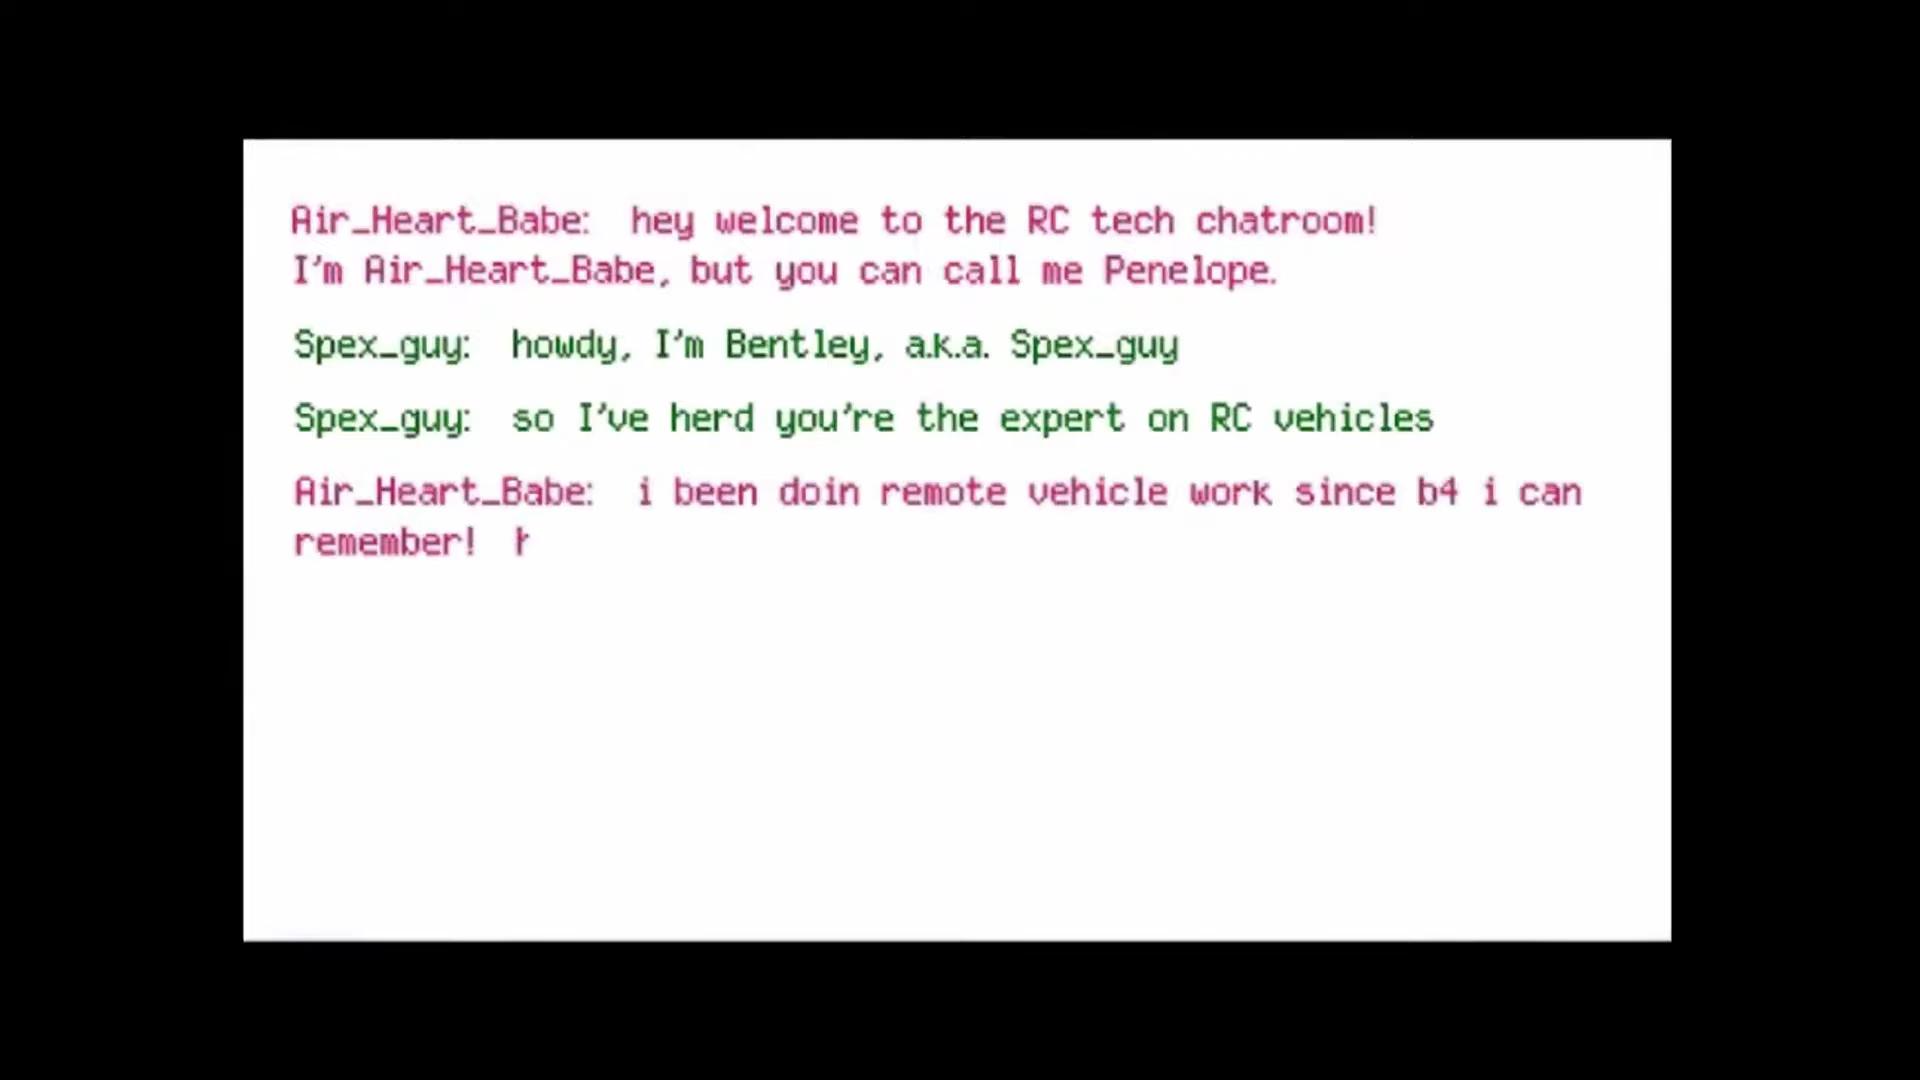 Air_Heart_Babe: hey welcome to the RC tech chatroom!
I'm Air_Heart_Babe, but you can call me Penelope.
Spex_guy: howdy, I'm Bentley, a.k.a. Spex_guy
Spex_guy: so I've herd you're the expert on RC vehicles
Air_Heart_Babe: i been doin remote vehicle work since b4 i can
remember!